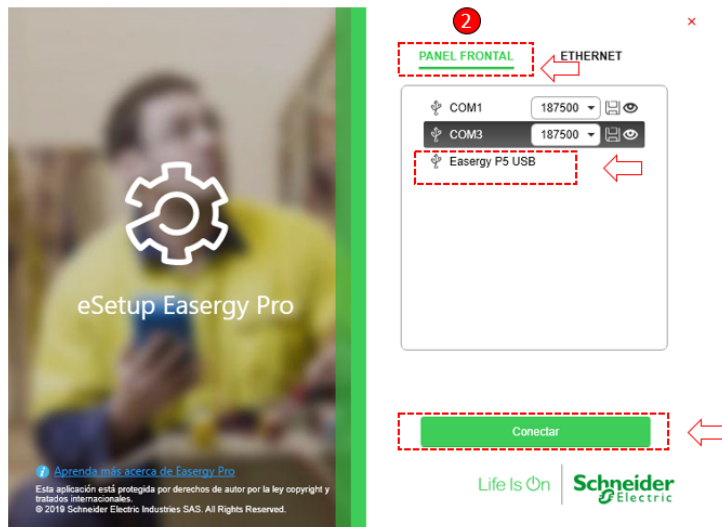 2
×
PANEL FRONTAL
ETHERNET
COM1 187500
COM3 187500
Easergy P5 USB
eSetup Easergy Pro
Conectar
i Aprenda más acerca de Easergy Pro
Esta aplicación está protegida por derechos de autor por la ley copyright y
tratados internacionales.
© 2019 Schneider Electric Industries SAS. All Rights Reserved.
Life Is On
Schneider
Electric